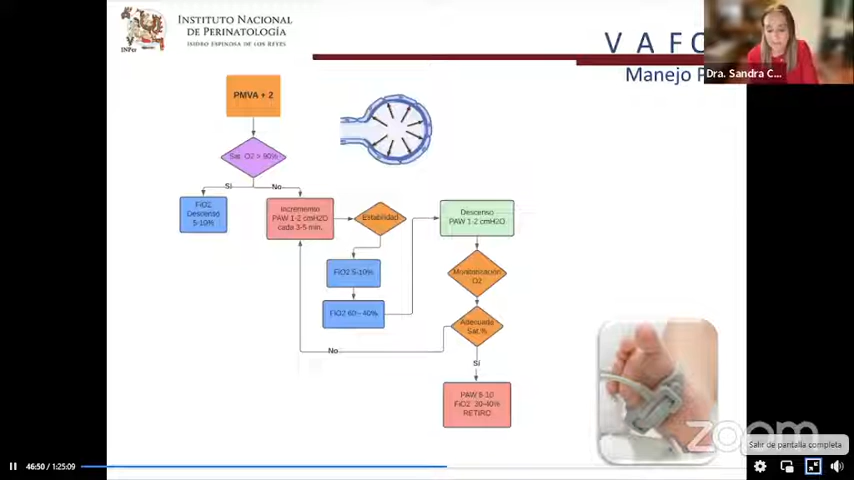 INSTITUTO NACIONAL
DE PERINATOLOGÍA
ISIDRO ESPINOSA DE LOS REYES
INPer
V A F
Manejo
Dra. Sandra C...
PMVA + 2
Sat. O2 > 90%
Sí
No
FiO2
Descenso
5-10%
Incremento
PAW 1-2 cmH2O
cada 3-5 min.
Estabilidad
Descenso
PAW 1-2 cmH2O
FiO2 5-10%
Monitorización
O2
FiO2 60 - 40%
Adecuada
Sat.%
No
Sí
PAW 8-10
FiO2 30-40%
RETIRO
zoom
Salir de pantalla completa
46:50 / 1:25:09